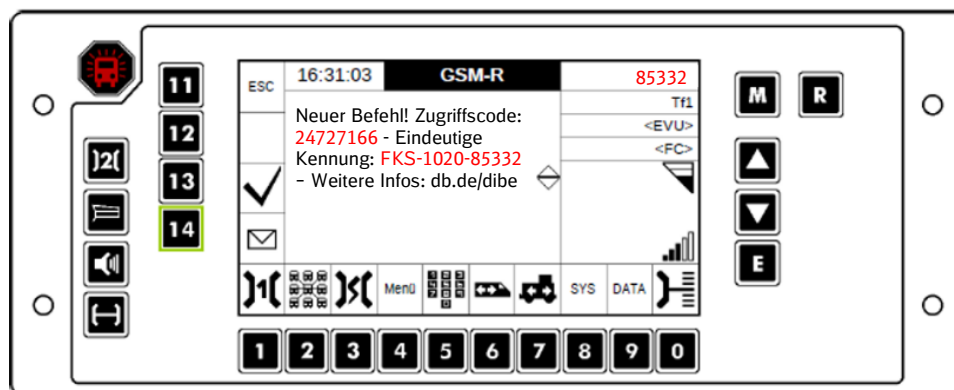 11
12
13
14
)2(
ESC
16:31:03
GSM-R
85332
Tf1
<EVU>
<FC>
Neuer Befehl! Zugriffscode:
24727166 - Eindeutige
Kennung: FKS-1020-85332
– Weitere Infos: db.de/dibe
)1(
Menü
SYS
DATA
1
2
3
4
5
6
7
8
9
0
M
R
E